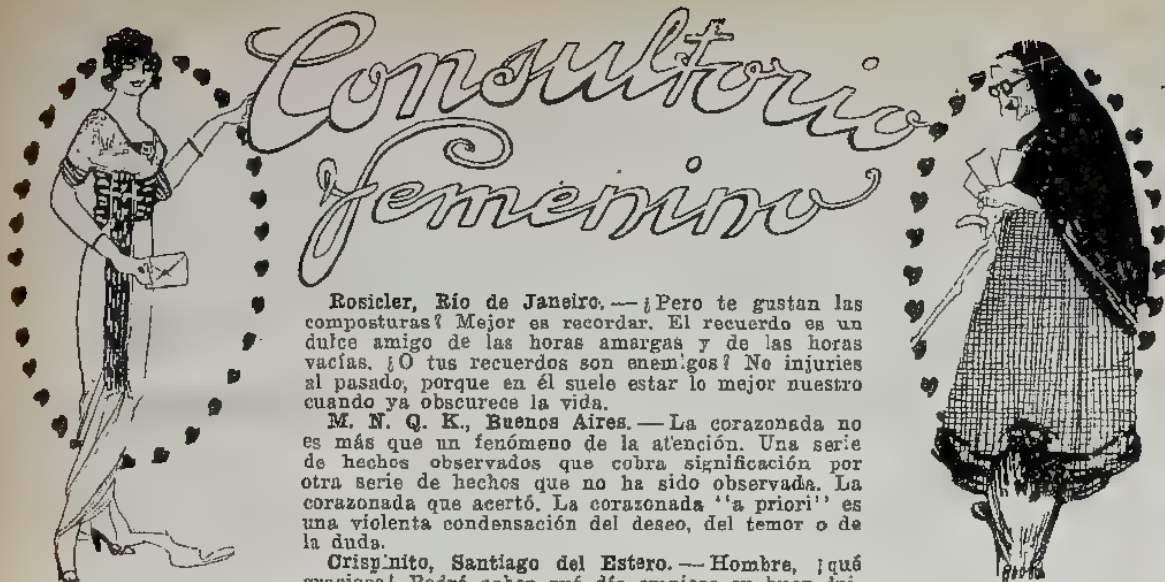 Consultorio
Femenino
Rosicler, Río de Janeiro. — ¿Pero te gustan las
composturas? Mejor es recordar. El recuerdo es un
dulce amigo de las horas amargas y de las horas
vacías. ¿O tus recuerdos son enemigos? No injuries
al pasado, porque en él suele estar lo mejor nuestro
cuando ya obscurece la vida.
M. N. Q. K., Buenos Aires. — La corazonada no
es más que un fenómeno de la atención. Una serie
de hechos observados que cobra significación por
otra serie de hechos que no ha sido observada. La
corazonada que acertó. La corazonada "a priori" es
una violenta condensación del deseo, del temor o de
la duda.
Crispinito, Santiago del Estero. — Hombre, ¡qué